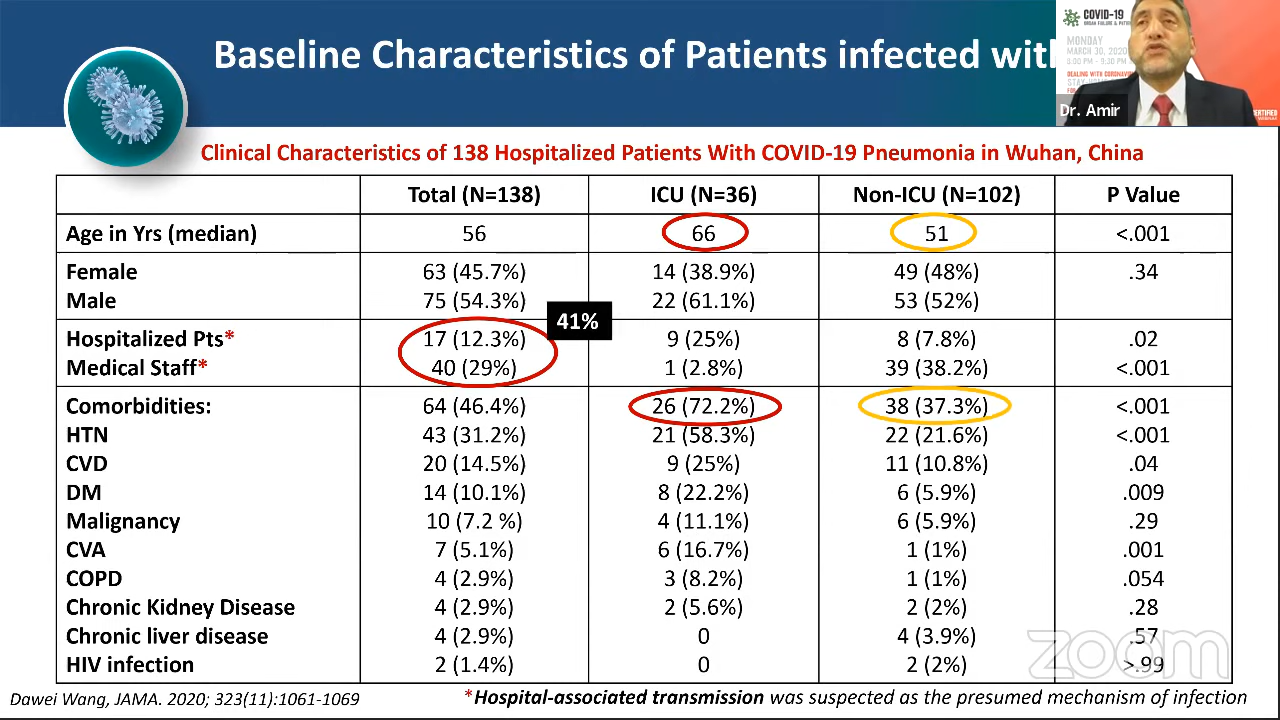 Baseline Characteristics of Patients infected with
COVID-19
MONDAY
MARCH 30, 2020
Dr. Amir
Clinical Characteristics of 138 Hospitalized Patients With COVID-19 Pneumonia in Wuhan, China
Total (N=138) ICU (N=36) Non-ICU (N=102) P Value
Age in Yrs (median) 56 66 51 <.001
Female 63 (45.7%) 14 (38.9%) 49 (48%) .34
Male 75 (54.3%) 22 (61.1%) 53 (52%)
41%
Hospitalized Pts* 17 (12.3%) 9 (25%) 8 (7.8%) .02
Medical Staff* 40 (29%) 1 (2.8%) 39 (38.2%) <.001
Comorbidities: 64 (46.4%) 26 (72.2%) 38 (37.3%) <.001
HTN 43 (31.2%) 21 (58.3%) 22 (21.6%) <.001
CVD 20 (14.5%) 9 (25%) 11 (10.8%) .04
DM 14 (10.1%) 8 (22.2%) 6 (5.9%) .009
Malignancy 10 (7.2 %) 4 (11.1%) 6 (5.9%) .29
CVA 7 (5.1%) 6 (16.7%) 1 (1%) .001
COPD 4 (2.9%) 3 (8.2%) 1 (1%) .054
Chronic Kidney Disease 4 (2.9%) 2 (5.6%) 2 (2%) .28
Chronic liver disease 4 (2.9%) 0 4 (3.9%) .57
HIV infection 2 (1.4%) 0 2 (2%) >.99
zoom
Dawei Wang, JAMA. 2020; 323(11):1061-1069
*Hospital-associated transmission was suspected as the presumed mechanism of infection